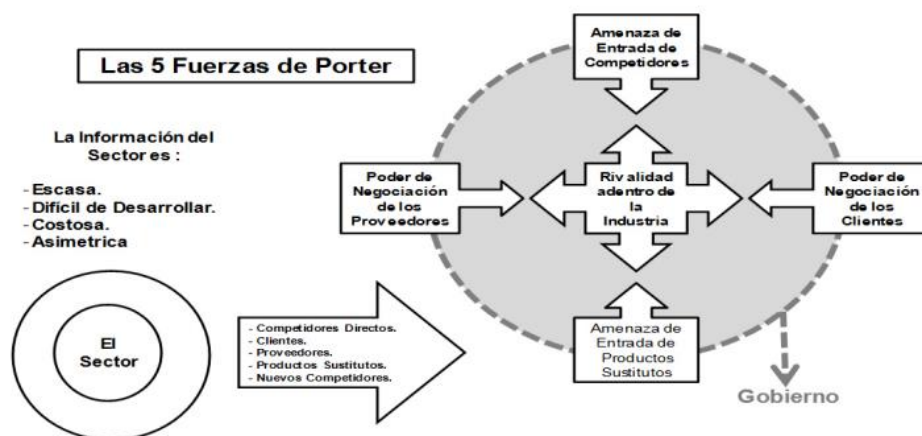 Las 5 Fuerzas de Porter
La Información del
Sector es :
- Escasa.
- Difícil de Desarrollar.
- Costosa.
- Asimetrica
El
Sector
- Competidores Directos.
- Clientes.
- Proveedores.
- Productos Sustitutos.
- Nuevos Competidores.
Amenaza de
Entrada de
Competidores
Poder de
Negociación
de los
Proveedores
Rivalidad
adentro de
la
Industria
Poder de
Negociación
de los
Clientes
Amenaza de
Entrada de
Productos
Sustitutos
Gobierno